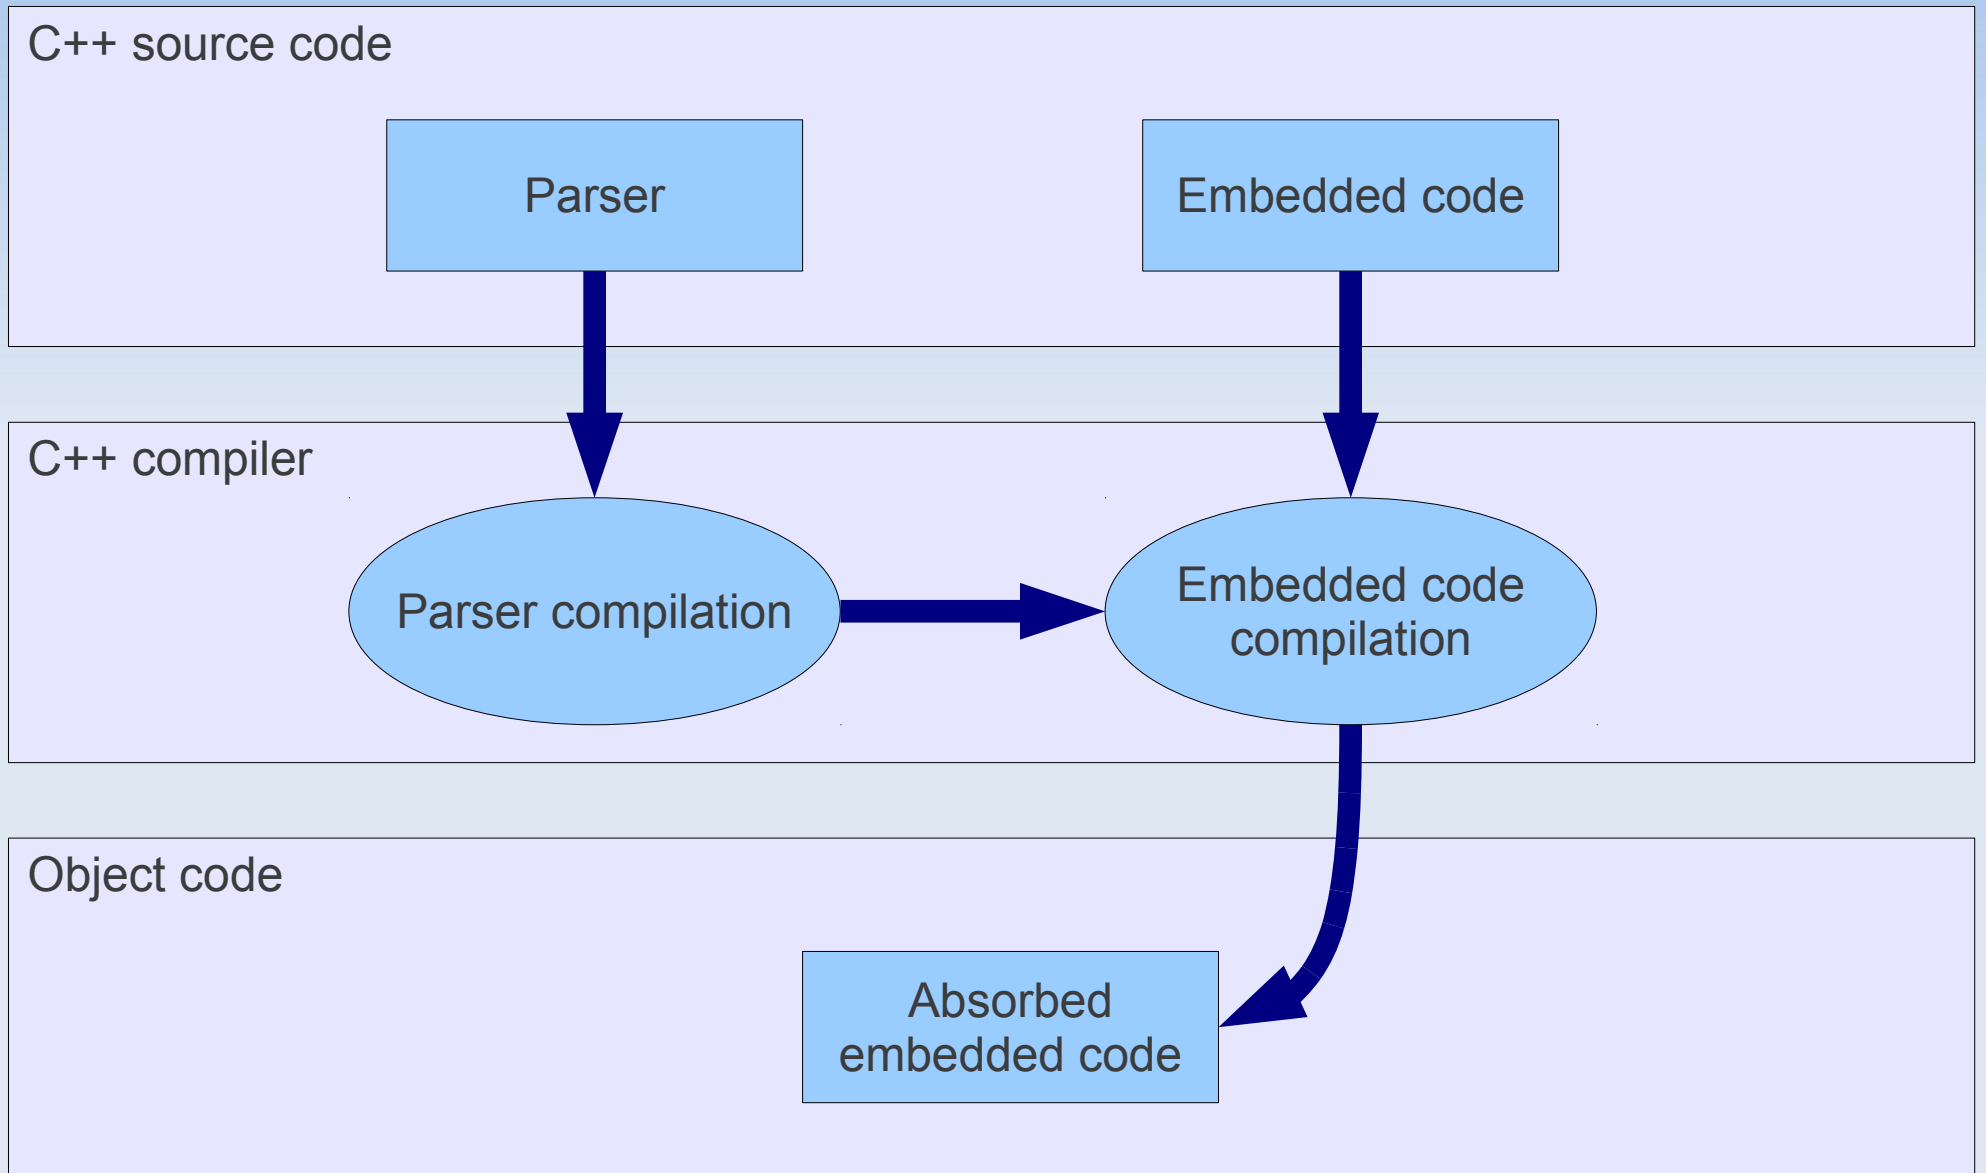 C++ source code
Parser
Embedded code
C++ compiler
Parser compilation
Embedded code
compilation
Object code
Absorbed
embedded code